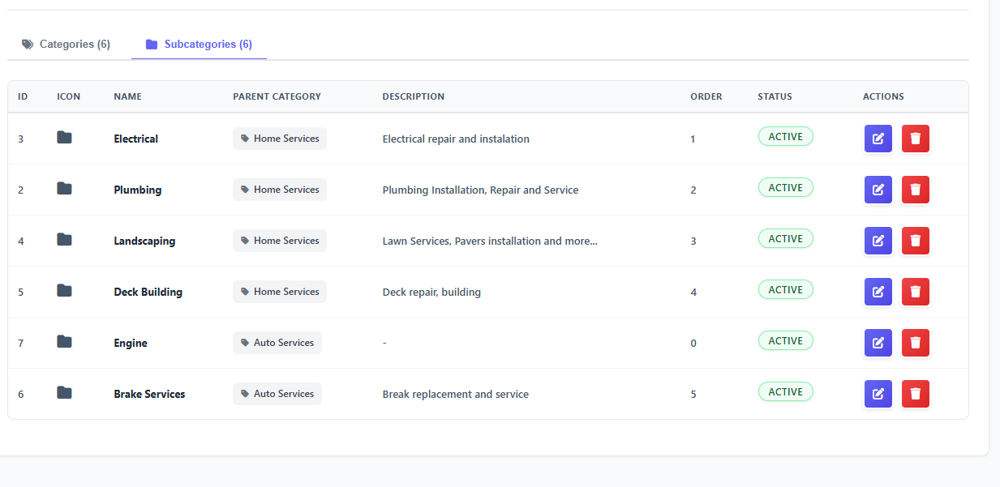 Categories (6) Subcategories (6)
ID ICON NAME PARENT CATEGORY DESCRIPTION ORDER STATUS ACTIONS
3 Electrical Home Services Electrical repair and instalation 1 ACTIVE
2 Plumbing Home Services Plumbing Installation, Repair and Service 2 ACTIVE
4 Landscaping Home Services Lawn Services, Pavers installation and more... 3 ACTIVE
5 Deck Building Home Services Deck repair, building 4 ACTIVE
7 Engine Auto Services - 0 ACTIVE
6 Brake Services Auto Services Break replacement and service 5 ACTIVE